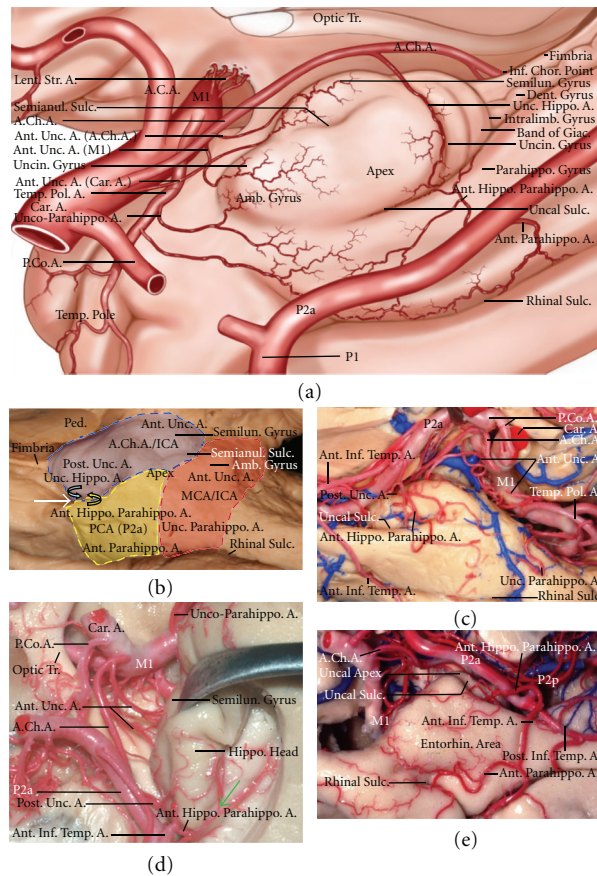 Optic Tr.
A.Ch.A.
Fimbria
Inf. Chor. Point
Lent. Str. A.
A.C.A.
Semilun. Gyrus
Dent. Gyrus
M1
Unc. Hippo. A.
Semianul. Sulc.
Intralimb. Gyrus
A.Ch.A.
Band of Giac.
Ant. Unc. A. (A.Ch.A.)
Uncin. Gyrus
Ant. Unc. A. (M1)
Uncin. Gyrus
Apex
Parahippo. Gyrus
Ant. Unc. A. (Car. A.)
Amb. Gyrus
Ant. Hippo. Parahippo. A.
Temp. Pol. A.
Car. A.
Uncal Sulc.
Unco-Parahippo. A.
Ant. Parahippo. A.
P.Co.A.
Rhinal Sulc.
P2a
Temp. Pole
P1
(a)
Ped.
Ant. Unc. A.
Semilun. Gyrus
A.Ch.A./ICA
Fimbria
Semianul. Sulc.
Amb. Gyrus
Post. Unc. A.
Apex
Unc. Hippo. A.
Ant. Unc. A.
MCA/ICA
Ant. Hippo. Parahippo. A.
PCA (P2a)
Unc. Parahippo. A.
Ant. Parahippo. A.
Rhinal Sulc.
(b)
P.Co.A.
P2a
Car. A.
A.Ch.A.
Ant. Inf. Temp. A.
Ant. Unc. A.
M1
Post. Unc. A.
Temp. Pol. A.
Uncal Sulc.
Ant. Hippo. Parahippo. A.
Unc. Parahippo. A.
Ant. Inf. Temp. A.
Rhinal Sulc.
(c)
Unco-Parahippo. A.
Car. A.
P.Co.A.
M1
Optic Tr.
Semilun. Gyrus
Ant. Unc. A.
A.Ch.A.
Hippo. Head
P2a
Post. Unc. A.
Ant. Hippo. Parahippo. A.
Ant. Inf. Temp. A.
(d)
Ant. Hippo. Parahippo. A.
A.Ch.A.
P2a
Uncal Apex
P2p
Uncal Sulc.
M1
Ant. Inf. Temp. A.
Entorhin. Area
Post. Inf. Temp. A.
Rhinal Sulc.
Ant. Parahippo. A.
(e)